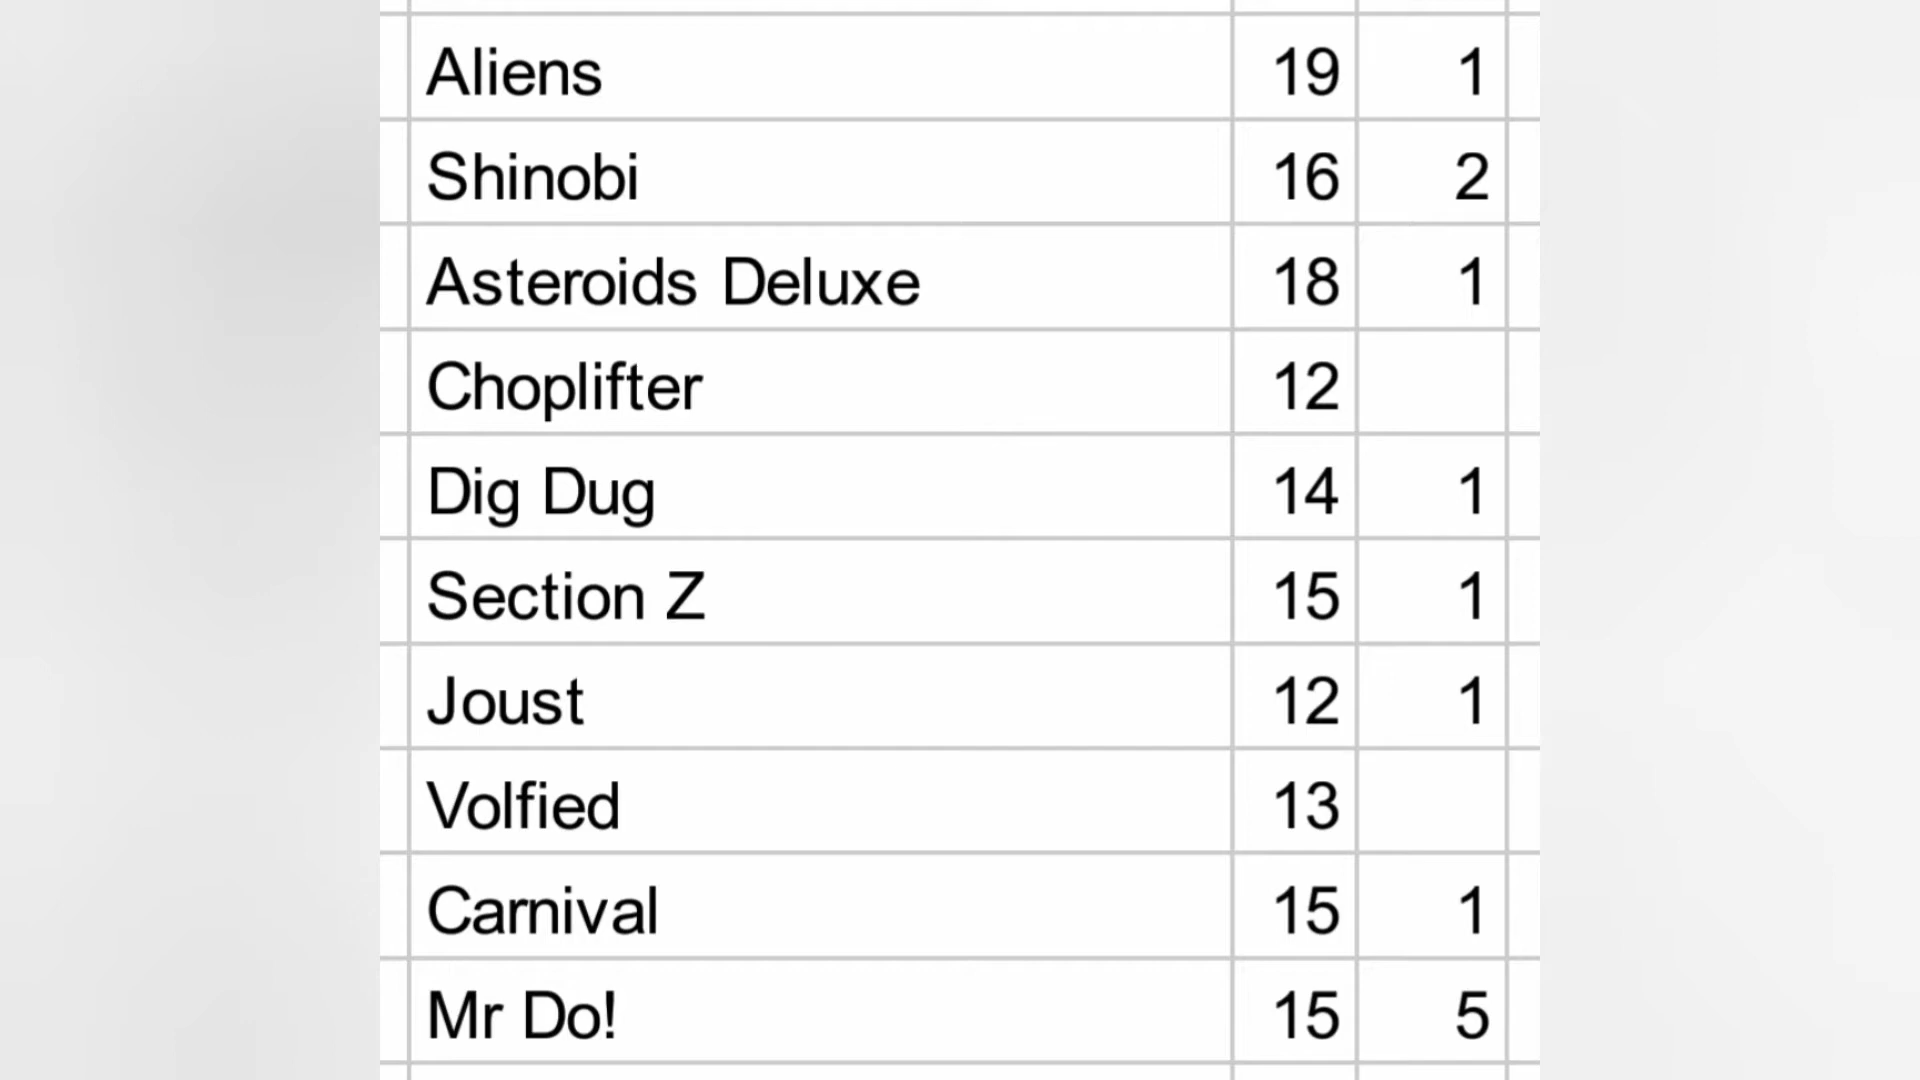 Aliens 19 1
Shinobi 16 2
Asteroids Deluxe 18 1
Choplifter 12
Dig Dug 14 1
Section Z 15 1
Joust 12 1
Volfied 13
Carnival 15 1
Mr Do! 15 5